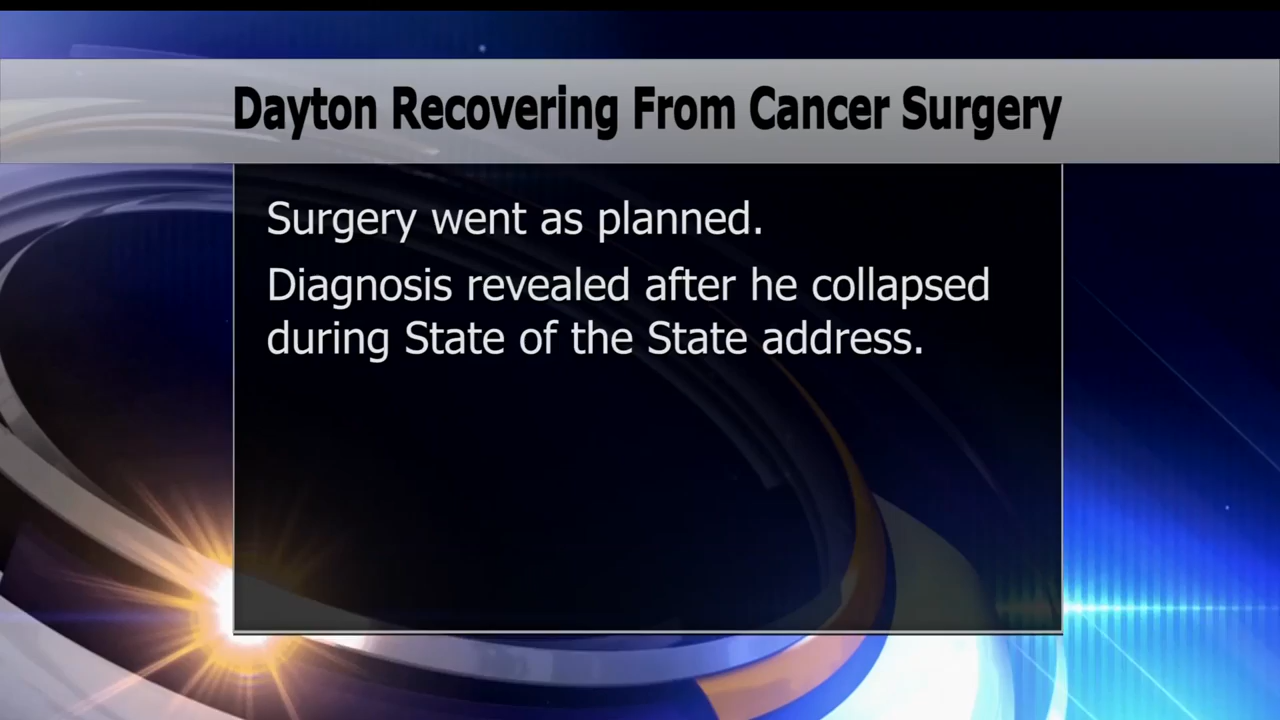 Dayton Recovering From Cancer Surgery
Surgery went as planned.
Diagnosis revealed after he collapsed
during State of the State address.